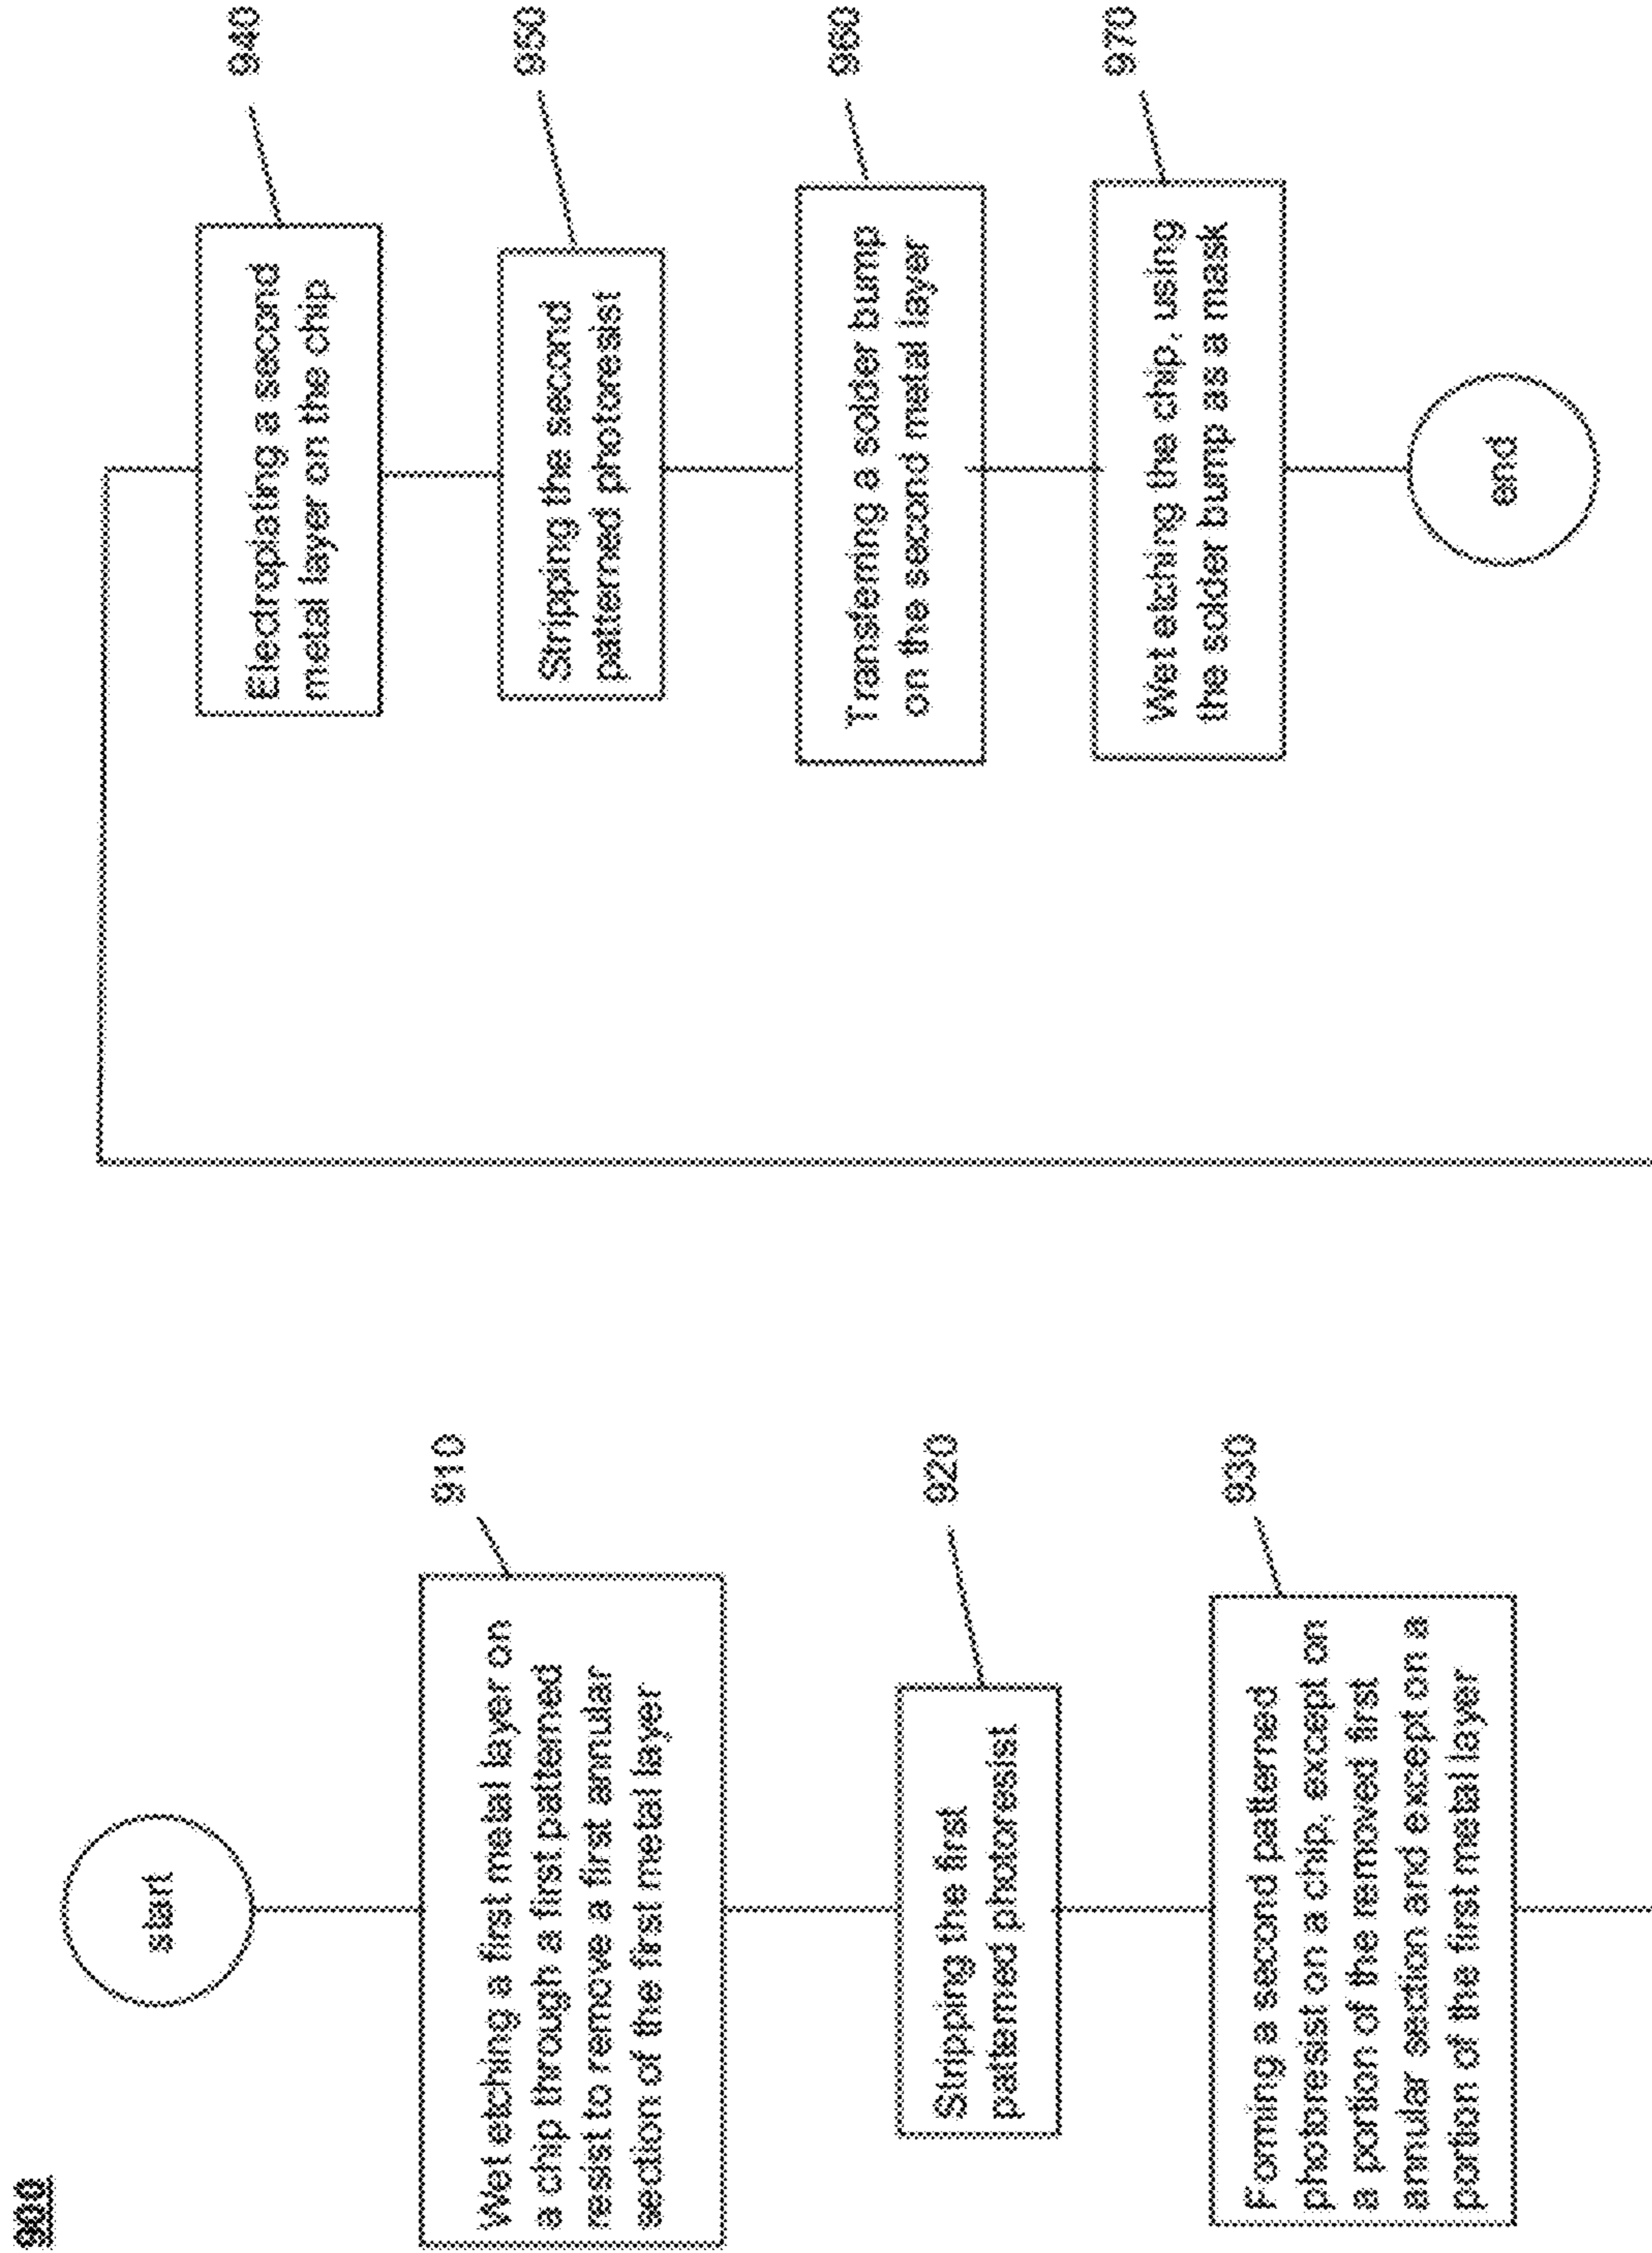 900
start
Wet etching a first metal layer on
a chip through a first patterned
resist to remove a first annular
section of the first metal layer
910
Stripping the first
patterned photoresist
920
Forming a second patterned
photoresist on a chip, except on
a portion of the removed first
annular section and except on a
portion of the first metal layer
930
Electroplating a second
metal layer on the chip
940
Stripping the second
patterned photoresist
950
Transferring a solder bump
on the second metal layer
960
Wet etching the chip, using
the solder bump as a mask
970
end